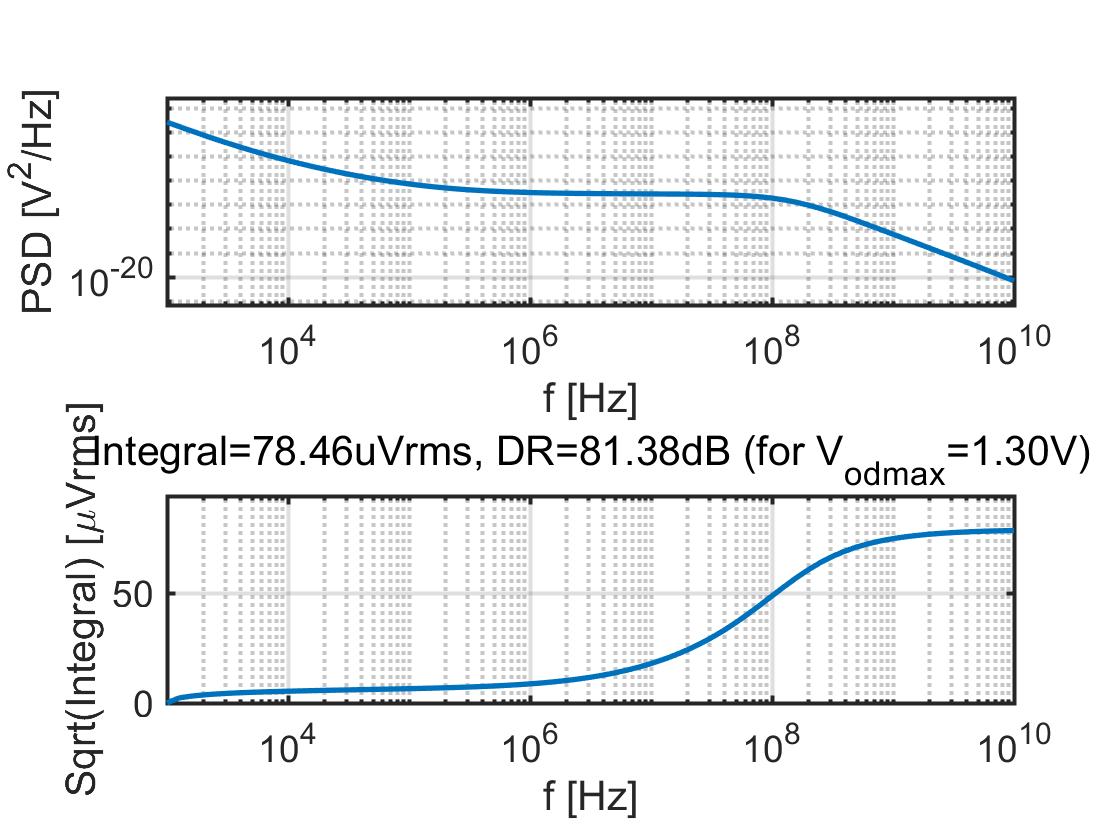 PSD [V²/Hz]
10⁻²⁰
10⁴ 10⁶ 10⁸ 10¹⁰
f [Hz]
Integral=78.46uVrms, DR=81.38dB (for V_odmax=1.30V)
Sqrt(Integral) [μVrms]
50
0
10⁴ 10⁶ 10⁸ 10¹⁰
f [Hz]